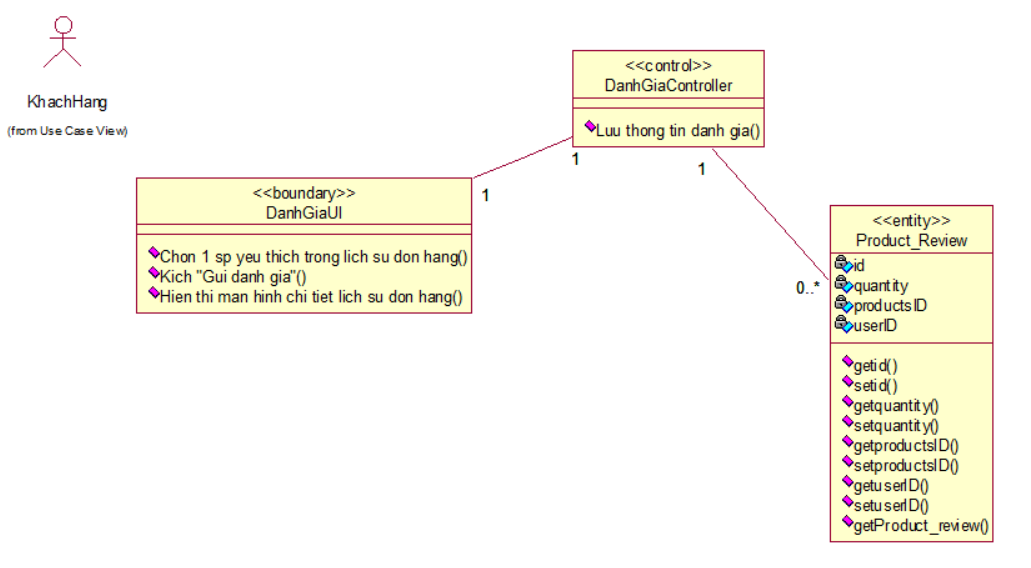 KhachHang
(from Use Case View)
<<control>>
DanhGiaController
Luu thong tin danh gia()
1
1
1
<<boundary>>
DanhGiaUI
Chon 1 sp yeu thich trong lich su don hang()
Kich "Gui danh gia"()
Hien thi man hinh chi tiet lich su don hang()
0..*
<<entity>>
Product_Review
id
quantity
productsID
userID
getid()
setid()
getquantity()
setquantity()
getproductsID()
setproductsID()
getuserID()
setuserID()
getProduct_review()